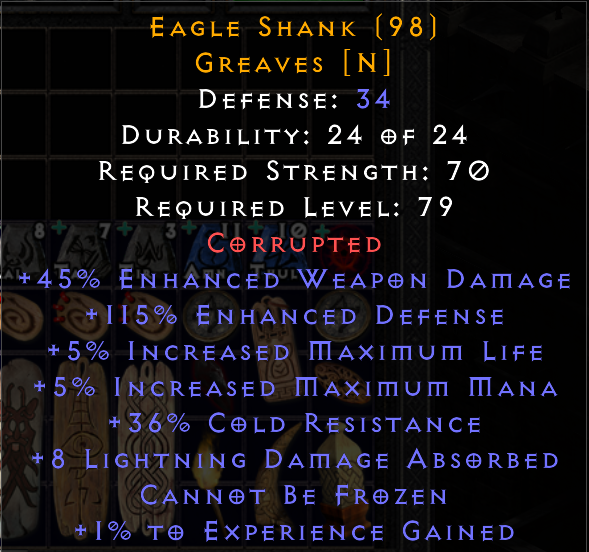 Eagle Shank (98)
Greaves [N]
Defense: 34
Durability: 24 of 24
Required Strength: 70
Required Level: 79
Corrupted
+45% Enhanced Weapon Damage
+115% Enhanced Defense
+5% Increased Maximum Life
+5% Increased Maximum Mana
+36% Cold Resistance
+8 Lightning Damage Absorbed
Cannot Be Frozen
+1% to Experience Gained